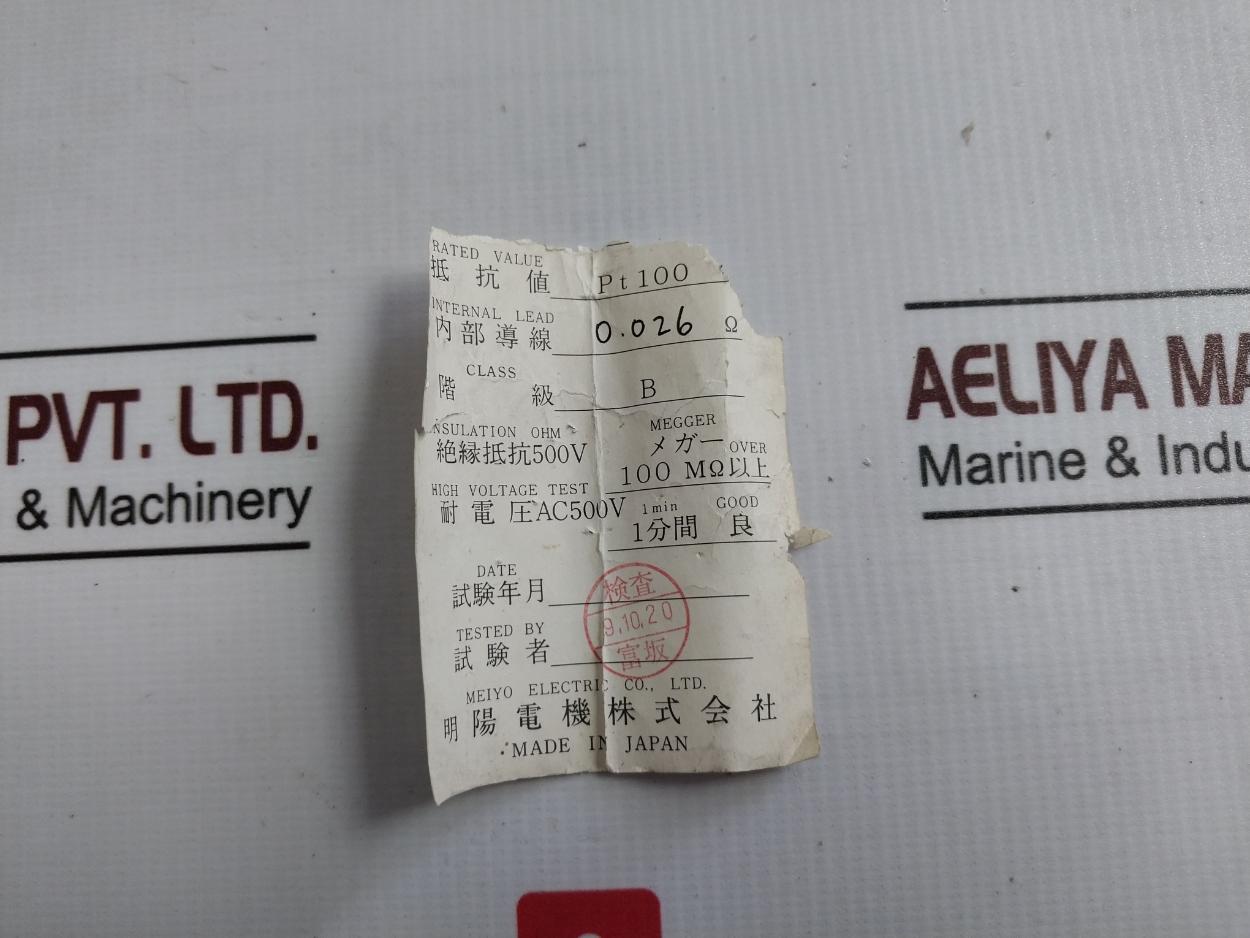 RATED VALUE
抵抗値 Pt100
INTERNAL LEAD
内部導線 0.026 Ω
CLASS
階級 B
INSULATION OHM MEGGER
絶縁抵抗500V メガー OVER
100 MΩ以上
HIGH VOLTAGE TEST 1min GOOD
耐電圧AC500V 1分間 良
DATE
試験年月
検査
9.10.20
富坂
TESTED BY
試験者
MEIYO ELECTRIC CO., LTD.
明陽電機株式会社
MADE IN JAPAN
PVT. LTD.
& Machinery
AELIYA MA
Marine & Indu